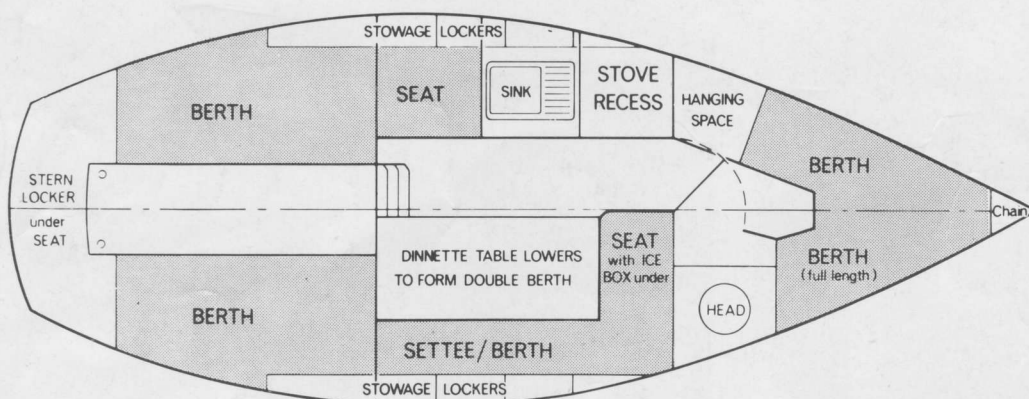 STOWAGE LOCKERS
BERTH
SEAT
SINK
STOVE
RECESS
HANGING
SPACE
BERTH
STERN
LOCKER
under
SEAT
Chain
DINNETTE TABLE LOWERS
TO FORM DOUBLE BERTH
SEAT
with ICE
BOX under
BERTH
(full length)
BERTH
HEAD
SETTEE/BERTH
STOWAGE LOCKERS